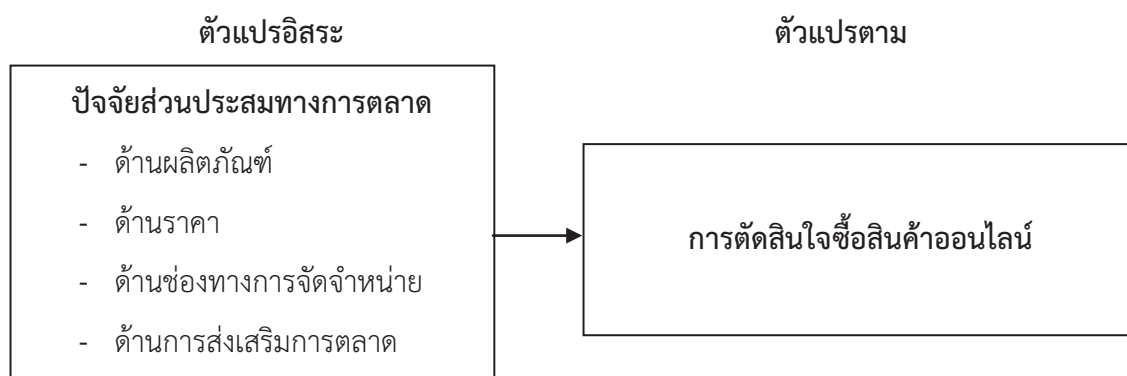 ตัวแปรอิสระ
ตัวแปรตาม
ปัจจัยส่วนประสมทางการตลาด
- ด้านผลิตภัณฑ์
- ด้านราคา
- ด้านช่องทางการจัดจำหน่าย
- ด้านการส่งเสริมการตลาด
การตัดสินใจซื้อสินค้าออนไลน์